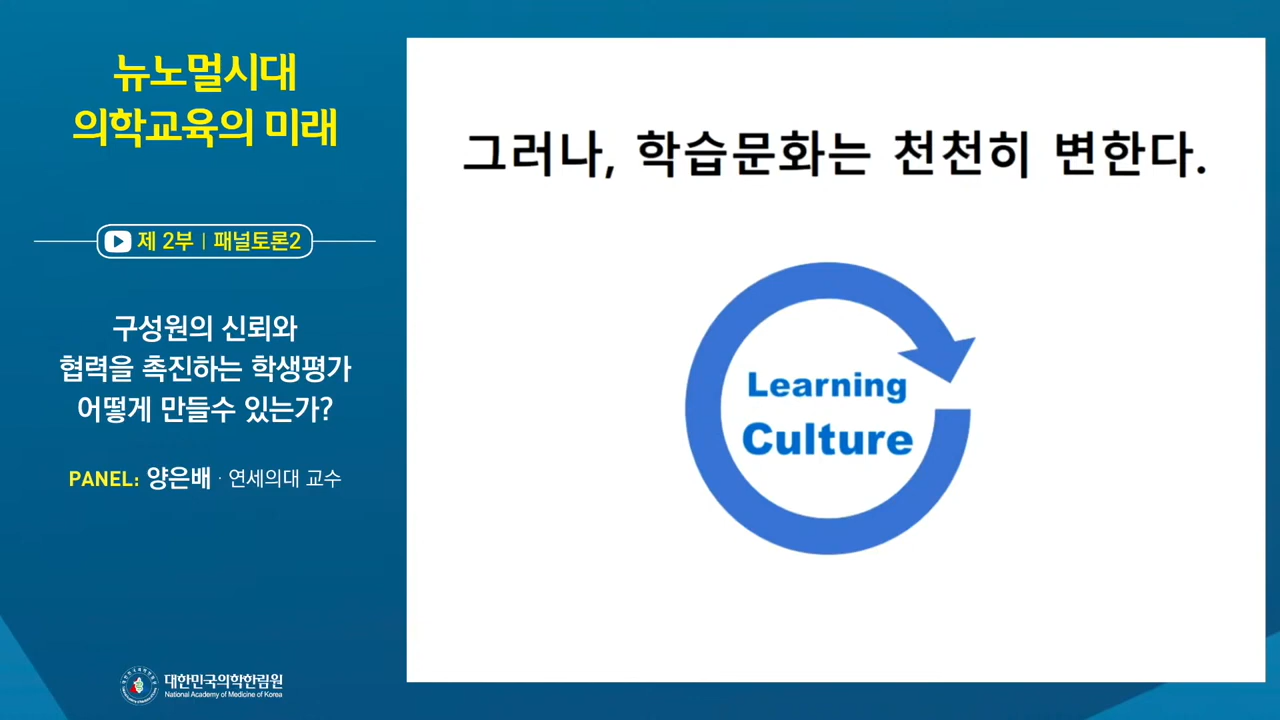 뉴노멀시대
의학교육의 미래
제 2부 | 패널토론2
구성원의 신뢰와
협력을 촉진하는 학생평가
어떻게 만들수 있는가?
PANEL: 양은배 · 연세의대 교수
대한민국의학한림원
National Academy of Medicine of Korea
그러나, 학습문화는 천천히 변한다.
Learning
Culture